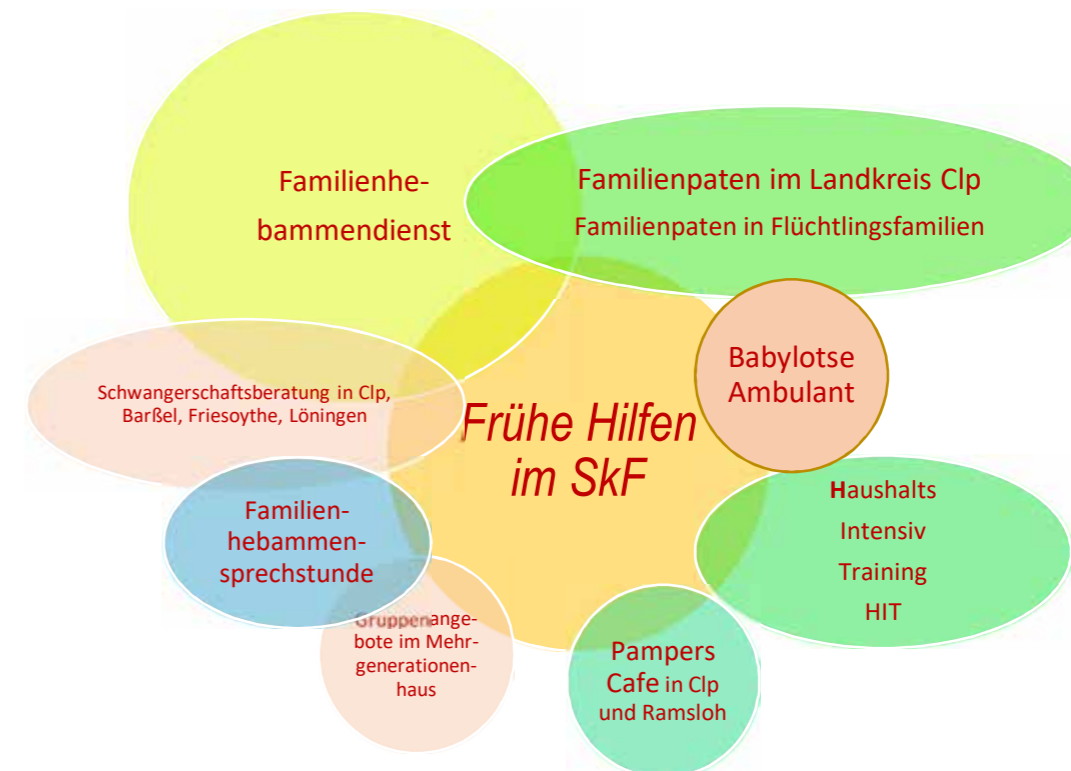 Familienhe-
bammendienst
Familienpaten im Landkreis Clp
Familienpaten in Flüchtlingsfamilien
Babylotse
Ambulant
Schwangerschaftsberatung in Clp,
Barßel, Friesoythe, Löningen
Frühe Hilfen
im SkF
Haushalts
Intensiv
Training
HIT
Familien-
hebammen-
sprechstunde
Gruppenange-
bote im Mehr-
generationen-
haus
Pampers
Cafe in Clp
und Ramsloh